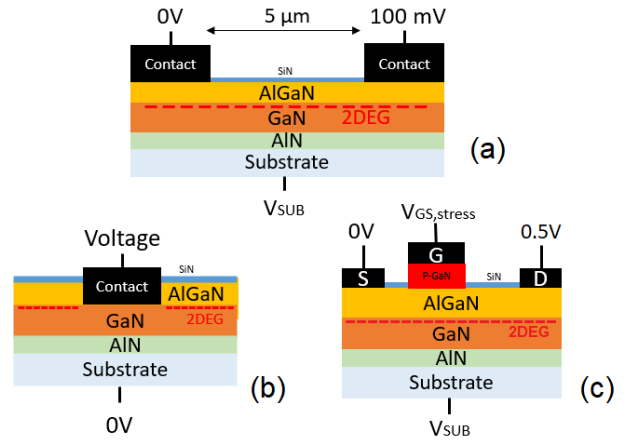 0V 5 µm 100 mV
Contact SiN Contact
AlGaN
GaN 2DEG
AlN
Substrate
VSUB
(a)
Voltage
SiN
Contact AlGaN
GaN 2DEG
AlN
Substrate
0V
(b)
VGS,stress
0V 0.5V
G
S P-GaN SiN D
AlGaN
GaN 2DEG
AlN
Substrate
VSUB
(c)